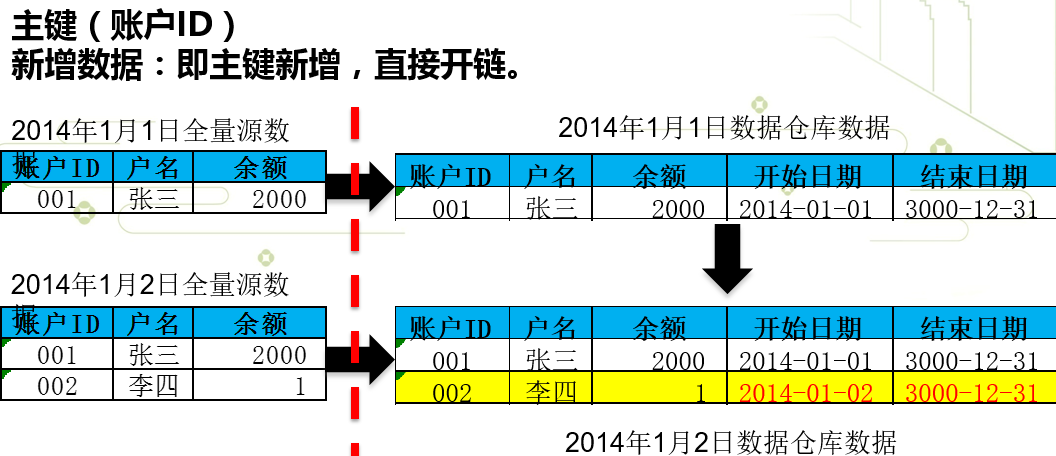 主键（账户ID）
新增数据：即主键新增，直接开链。
2014年1月1日全量源数
据
账户ID 户名 余额
001 张三 2000
2014年1月1日数据仓库数据
账户ID 户名 余额 开始日期 结束日期
001 张三 2000 2014-01-01 3000-12-31
2014年1月2日全量源数
据
账户ID 户名 余额
001 张三 2000
002 李四 1
账户ID 户名 余额 开始日期 结束日期
001 张三 2000 2014-01-01 3000-12-31
002 李四 1 2014-01-02 3000-12-31
2014年1月2日数据仓库数据